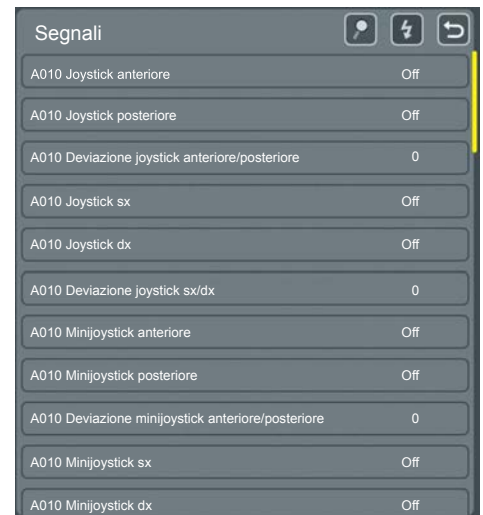 Segnali
A010 Joystick anteriore Off
A010 Joystick posteriore Off
A010 Deviazione joystick anteriore/posteriore 0
A010 Joystick sx Off
A010 Joystick dx Off
A010 Deviazione joystick sx/dx 0
A010 Minijoystick anteriore Off
A010 Minijoystick posteriore Off
A010 Deviazione minijoystick anteriore/posteriore 0
A010 Minijoystick sx Off
A010 Minijoystick dx Off